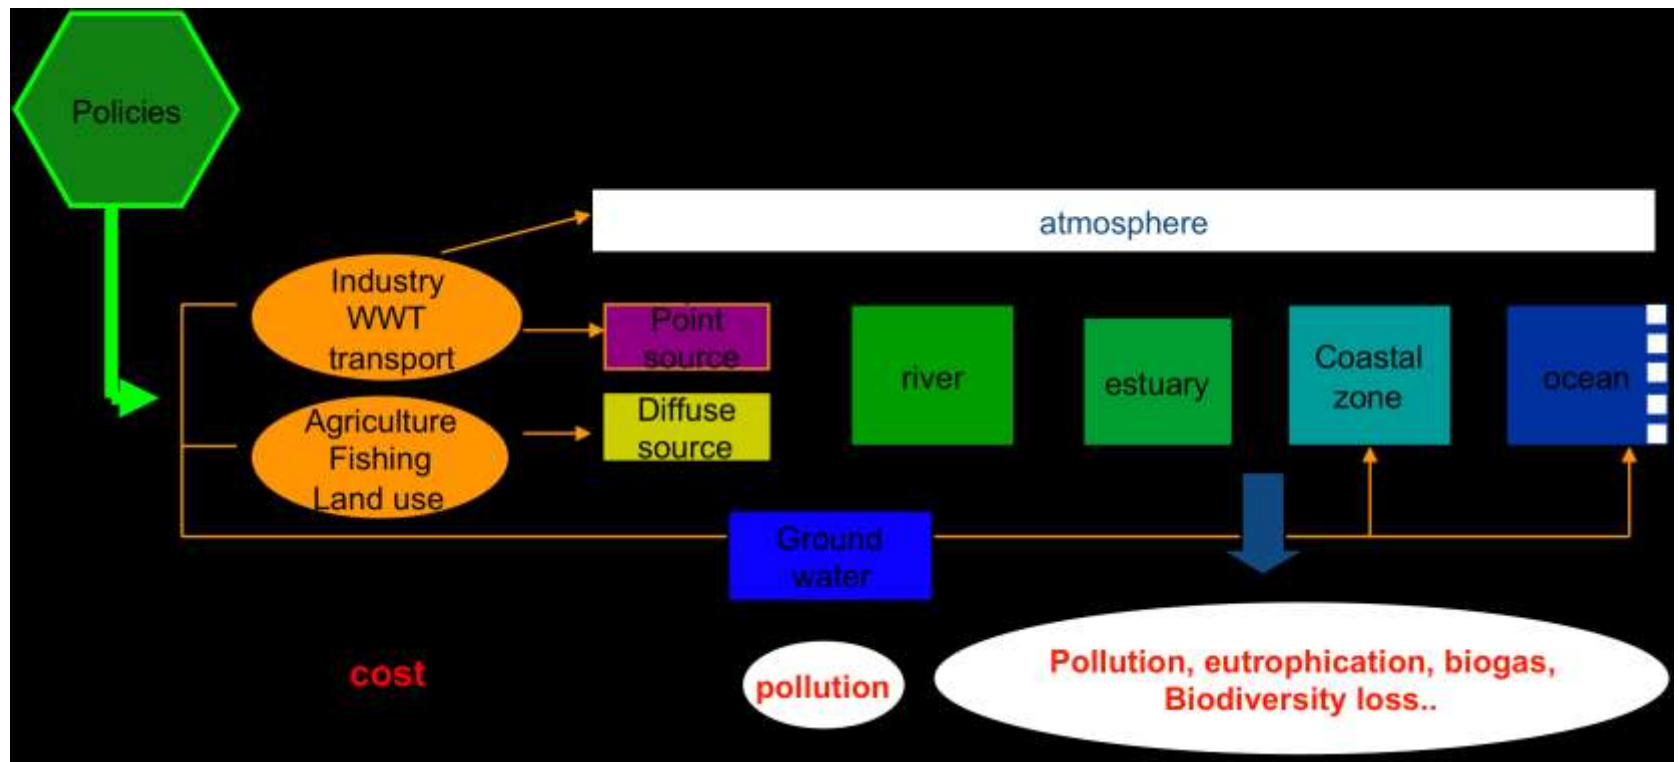 Policies
atmosphere
Industry
WWT
transport
Point
source
river
estuary
Coastal
zone
ocean
Agriculture
Fishing
Land use
Diffuse
source
Ground
water
cost
pollution
Pollution, eutrophication, biogas,
Biodiversity loss..